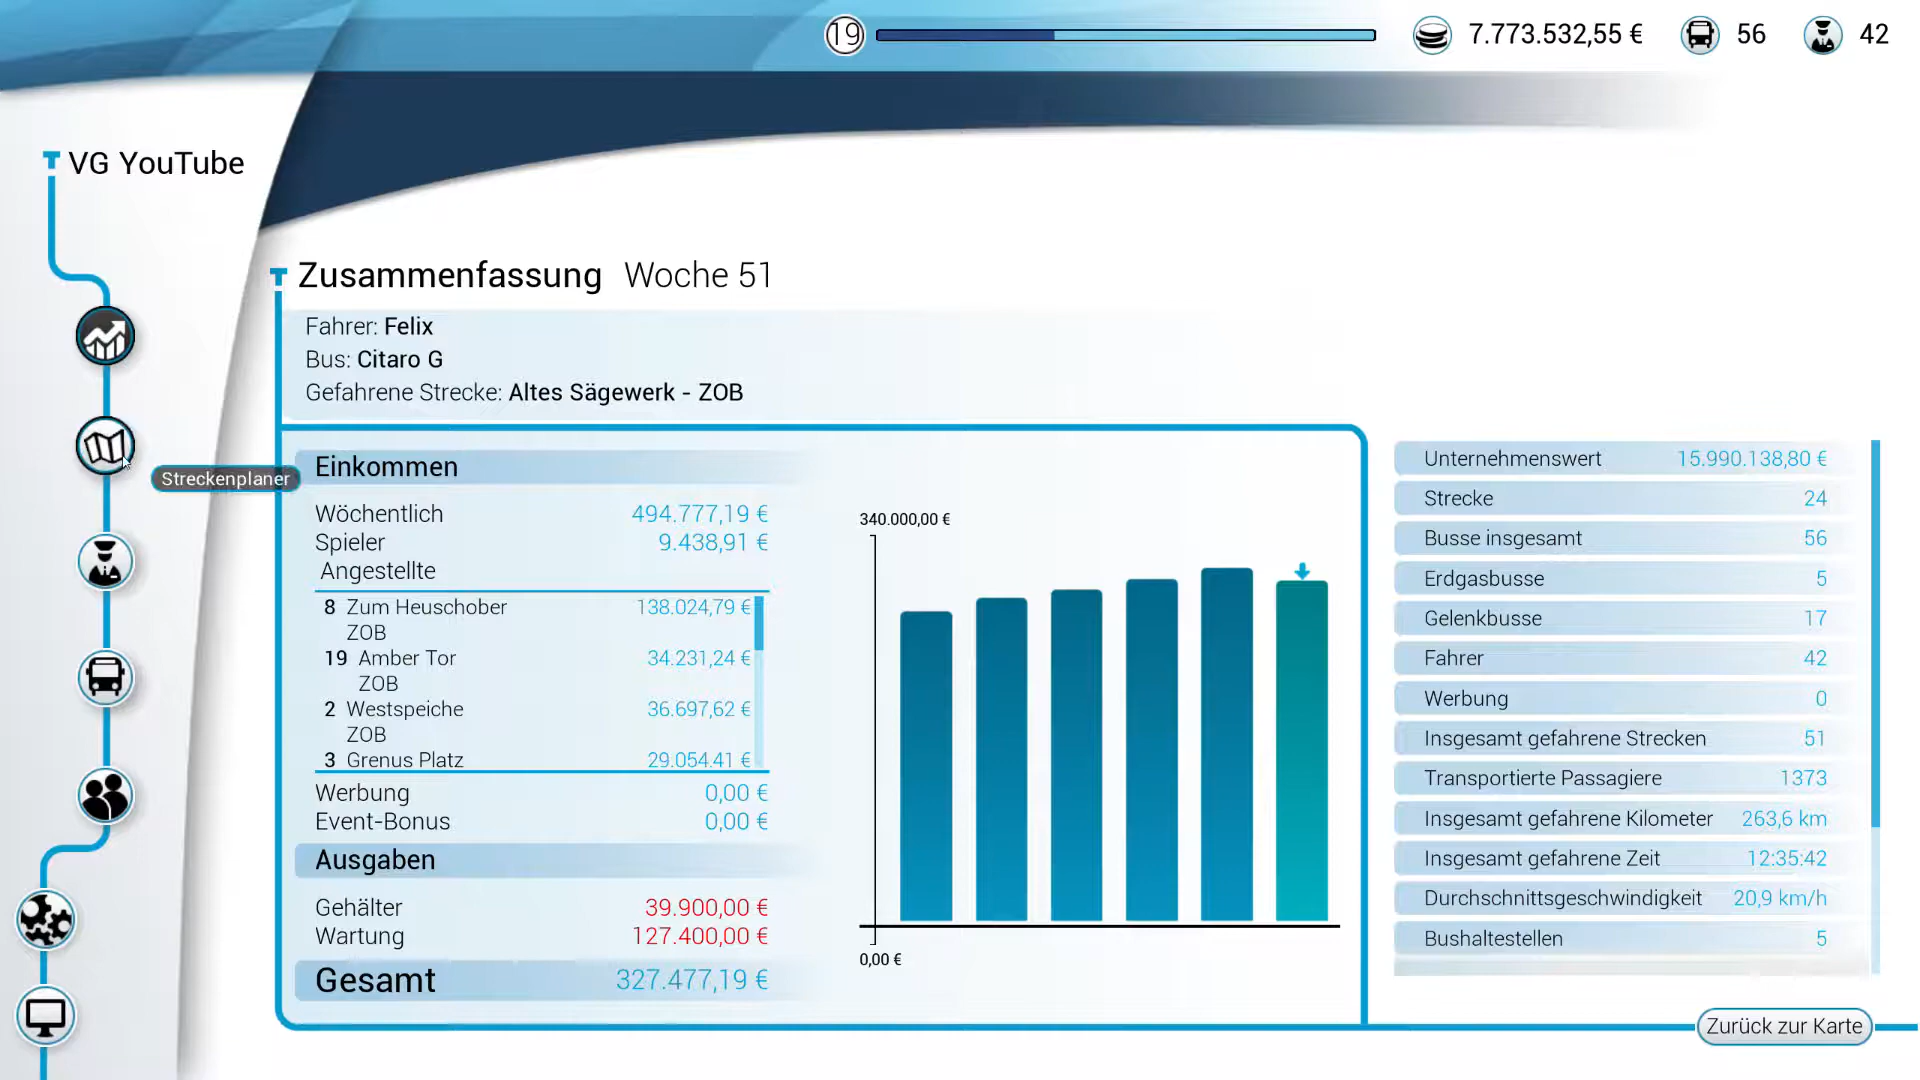 19
7.773.532,55 €
56
42
VG YouTube
Zusammenfassung Woche 51
Fahrer: Felix
Bus: Citaro G
Gefahrene Strecke: Altes Sägewerk - ZOB
Streckenplaner
Einkommen
Wöchentlich 494.777,19 €
Spieler 9.438,91 €
Angestellte
8 Zum Heuschober 138.024,79 €
ZOB
19 Amber Tor 34.231,24 €
ZOB
2 Westspeiche 36.697,62 €
ZOB
3 Grenus Platz 29.054,41 €
Werbung 0,00 €
Event-Bonus 0,00 €
Ausgaben
Gehälter 39.900,00 €
Wartung 127.400,00 €
Gesamt 327.477,19 €
340.000,00 €
0,00 €
Unternehmenswert 15.990.138,80 €
Strecke 24
Busse insgesamt 56
Erdgasbusse 5
Gelenkbusse 17
Fahrer 42
Werbung 0
Insgesamt gefahrene Strecken 51
Transportierte Passagiere 1373
Insgesamt gefahrene Kilometer 263,6 km
Insgesamt gefahrene Zeit 12:35:42
Durchschnittsgeschwindigkeit 20,9 km/h
Bushaltestellen 5
Zurück zur Karte